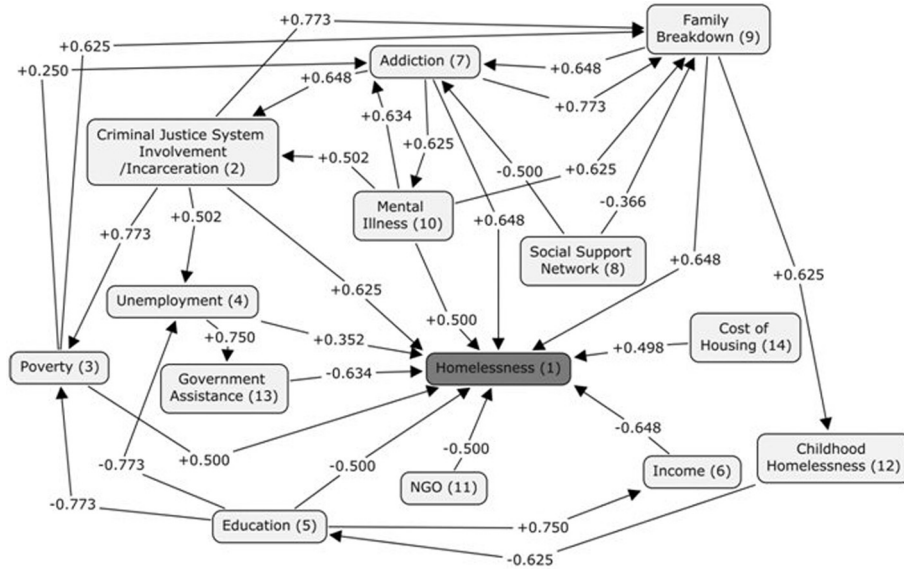 +0.773
Family
Breakdown (9)
+0.625
+0.250
Addiction (7)
+0.648
+0.648
+0.773
Criminal Justice System
Involvement
/Incarceration (2)
+0.634
+0.625
+0.502
-0.500
+0.625
Mental
Illness (10)
-0.366
+0.502
+0.648
+0.773
Social Support
Network (8)
+0.648
+0.625
+0.625
Unemployment (4)
+0.500
Cost of
Housing (14)
+0.750
+0.352
+0.498
Poverty (3)
Government
Assistance (13)
-0.634
Homelessness (1)
-0.648
-0.773
+0.500
-0.500
-0.500
Childhood
Homelessness (12)
Income (6)
NGO (11)
-0.773
Education (5)
+0.750
-0.625